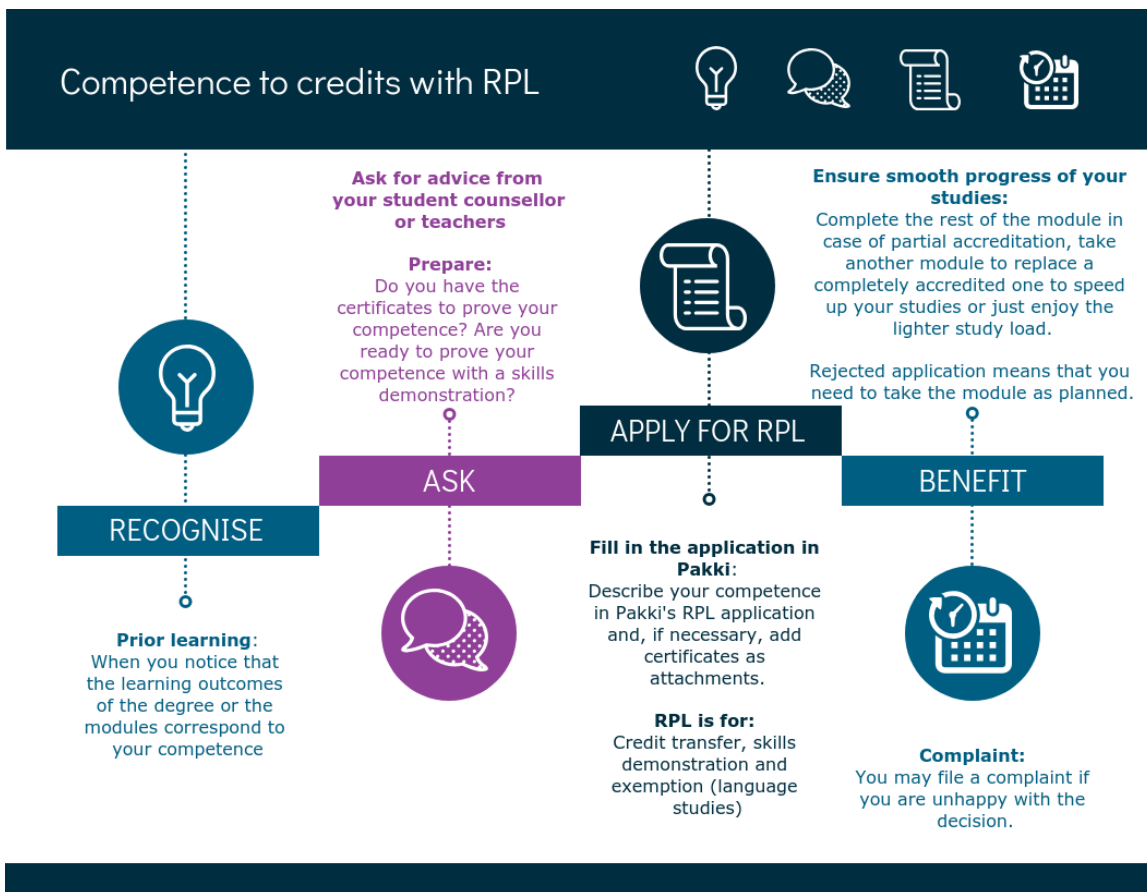 Competence to credits with RPL
RECOGNISE
Prior learning:
When you notice that
the learning outcomes
of the degree or the
modules correspond to
your competence
Ask for advice from
your student counsellor
or teachers
Prepare:
Do you have the
certificates to prove your
competence? Are you
ready to prove your
competence with a skills
demonstration?
ASK
APPLY FOR RPL
Fill in the application in
Pakki:
Describe your competence
in Pakki's RPL application
and, if necessary, add
certificates as
attachments.
RPL is for:
Credit transfer, skills
demonstration and
exemption (language
studies)
Ensure smooth progress of your
studies:
Complete the rest of the module in
case of partial accreditation, take
another module to replace a
completely accredited one to speed
up your studies or just enjoy the
lighter study load.
Rejected application means that you
need to take the module as planned.
BENEFIT
Complaint:
You may file a complaint if
you are unhappy with the
decision.